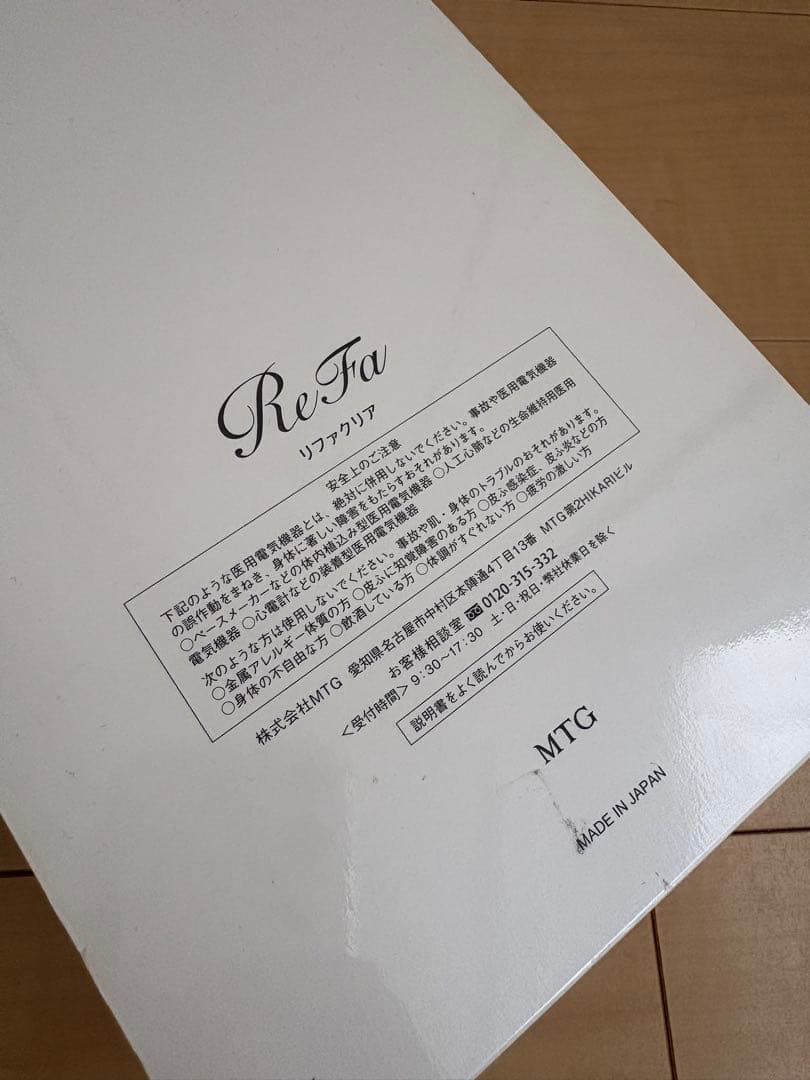 ReFa
リファクリア
安全上のご注意
下記のような医用電気機器とは、絶対に併用しないでください。事故や医用電気機器
の誤作動をまねき、身体に著しい障害をもたらすおそれがあります。
○ペースメーカーなどの体内植込み型医用電気機器 ○人工心肺などの生命維持用医用
電気機器 ○心電計などの装着型医用電気機器
次のような方は使用しないでください。事故や肌・身体のトラブルのおそれがあります。
○金属アレルギー体質の方 ○皮ふに知覚障害のある方 ○皮ふ感染症、皮ふ炎などの方
○身体の不自由な方 ○飲酒している方 ○体調がすぐれない方 ○疲労の激しい方
株式会社MTG 愛知県名古屋市中村区本陣通4丁目13番 MTG第2HIKARIビル
お客様相談室 0120-315-332
<受付時間> 9:30−17:30 土・日・祝日・弊社休業日を除く
説明書をよく読んでからお使いください。
MTG
MADE IN JAPAN